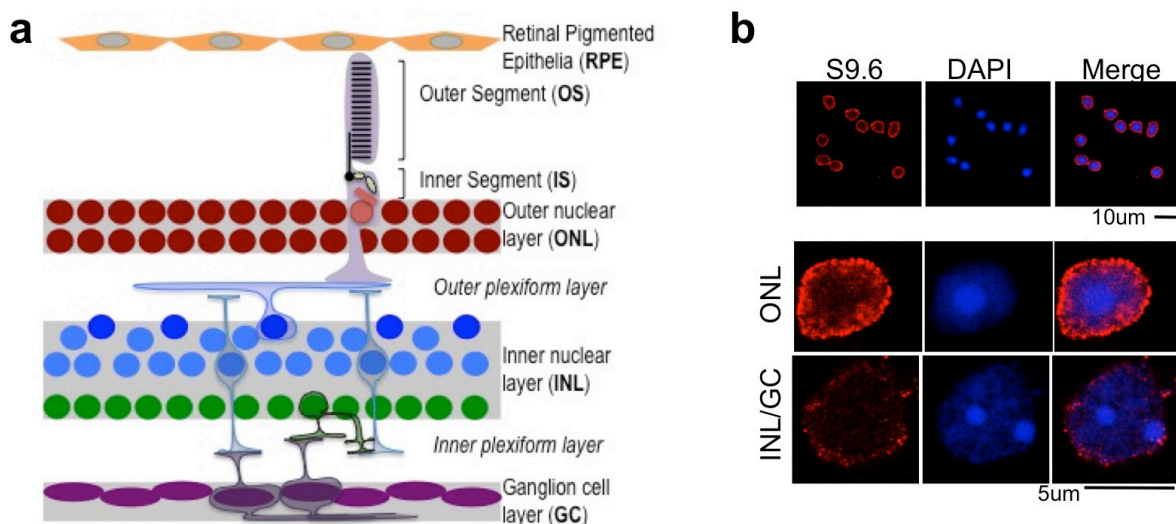 a
Retinal Pigmented
Epithelia (RPE)
Outer Segment (OS)
Inner Segment (IS)
Outer nuclear
layer (ONL)
Outer plexiform layer
Inner nuclear
layer (INL)
Inner plexiform layer
Ganglion cell
layer (GC)
b
S9.6 DAPI Merge
10um
ONL
INL/GC
5um